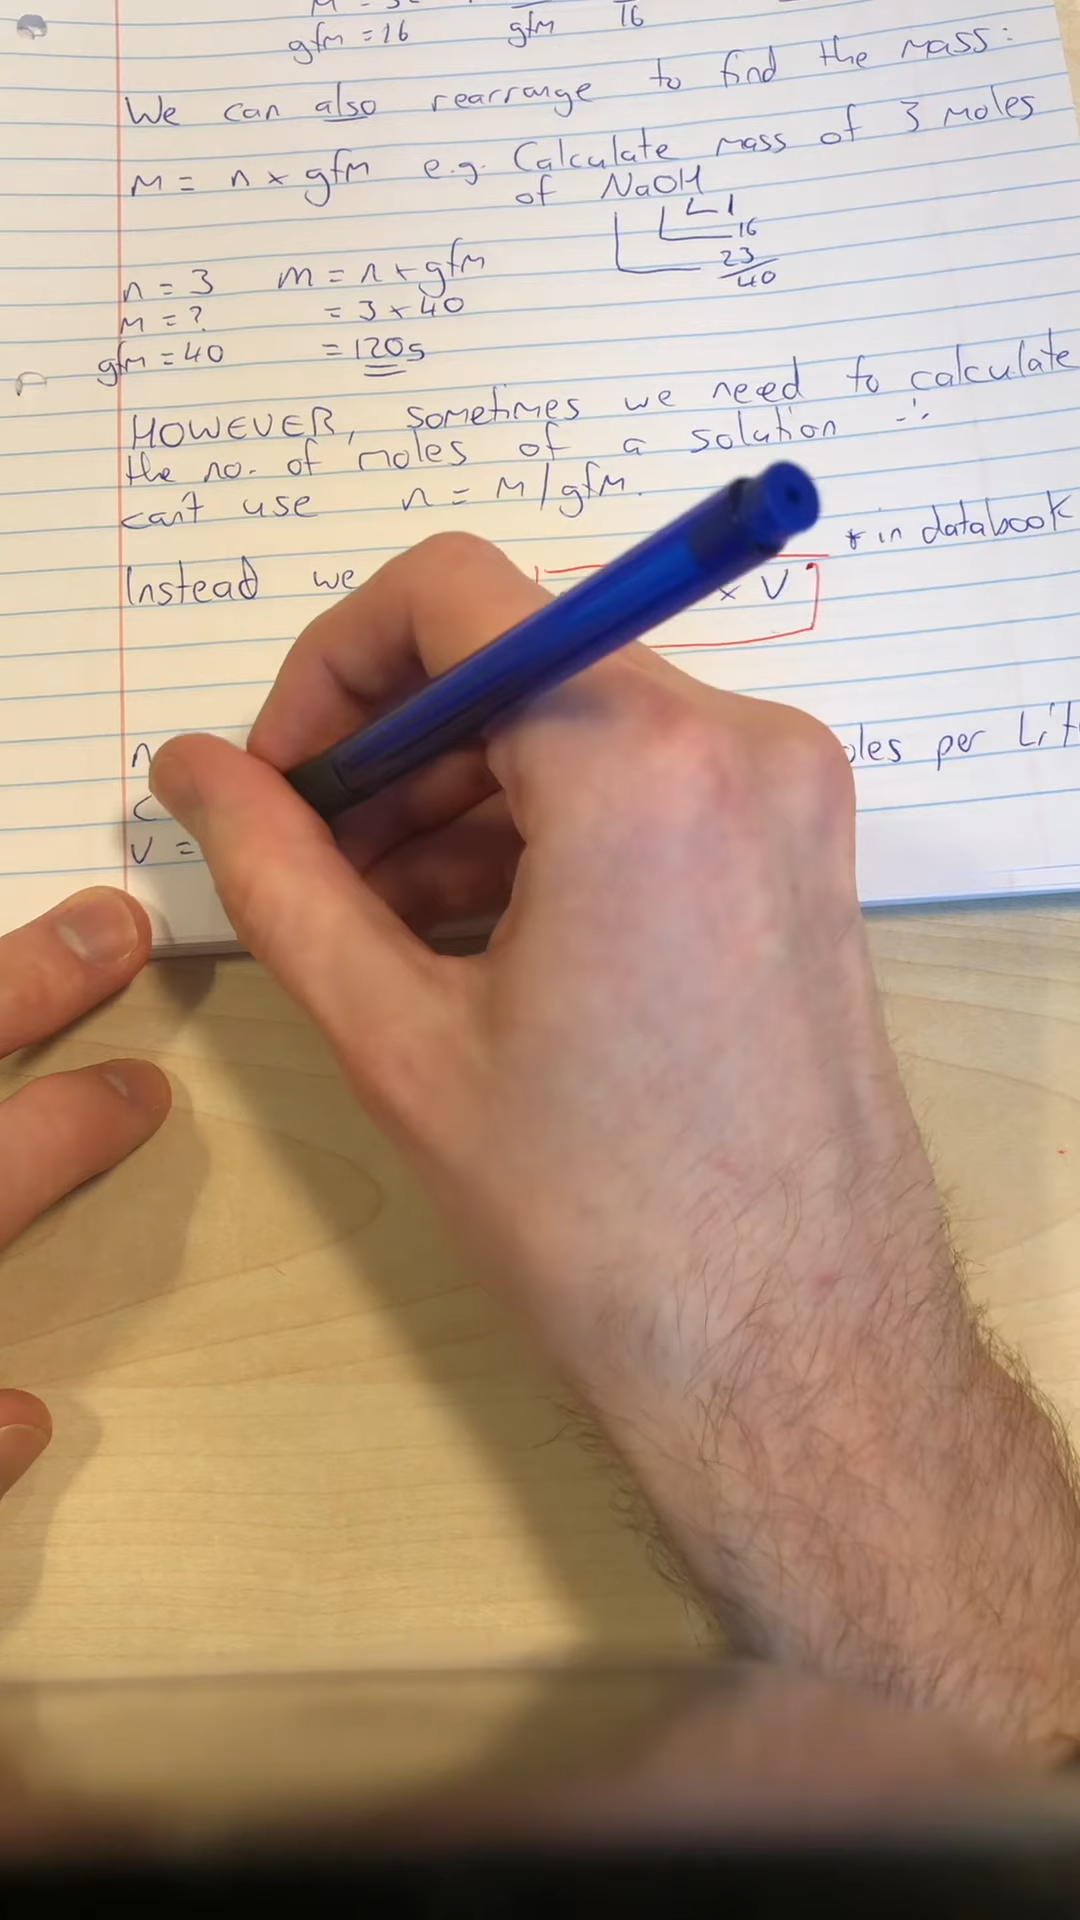 gfm = 16
gfm
16
We can also rearrange to find the mass:
m = n × gfm e.g. Calculate mass of 3 moles
of NaOH
1
16
23
40
n = 3
m = ?
gfm = 40
m = n × gfm
= 3 × 40
= 120g
HOWEVER, sometimes we need to calculate
the no. of moles of a solution ∴
can't use n = m/gfm.
* in databook
Instead we × V
n
per
C
V =